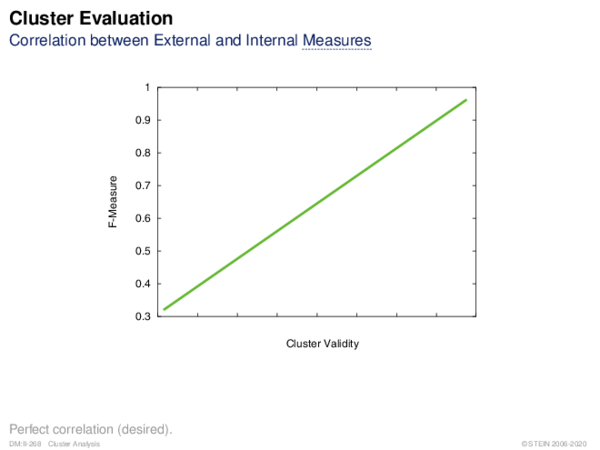 Cluster Evaluation
Correlation between External and Internal Measures
1
0.9
0.8
0.7
0.6
0.5
0.4
0.3
F-Measure
Cluster Validity
Perfect correlation (desired).
DM:II-268 Cluster Analysis
© STEIN 2006-2020